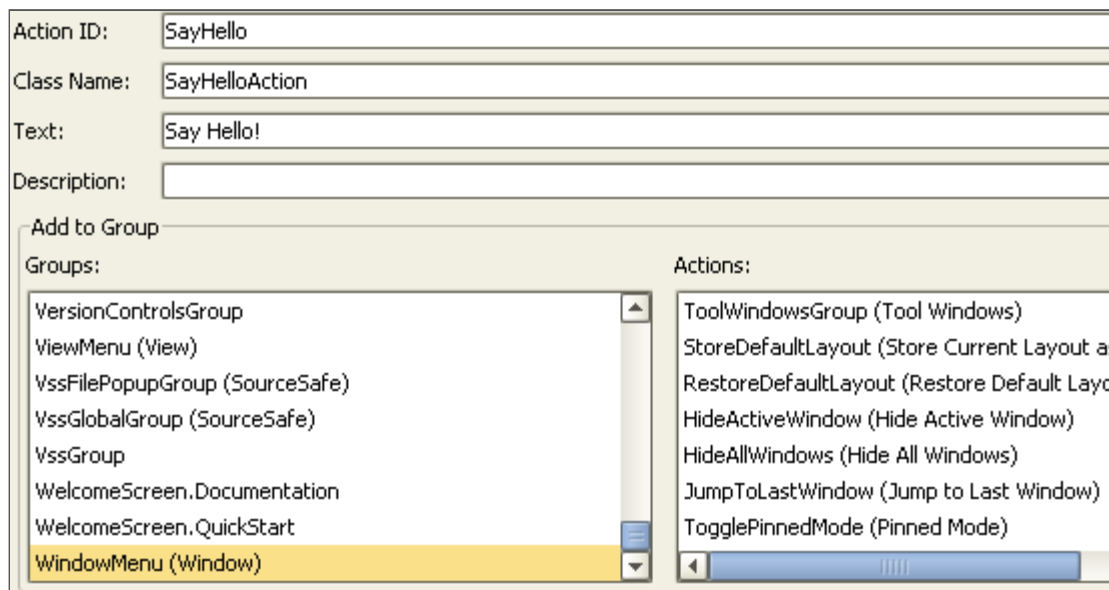 Action ID: SayHello
Class Name: SayHelloAction
Text: Say Hello!
Description:
Add to Group
Groups:
VersionControlsGroup
ViewMenu (View)
VssFilePopupGroup (SourceSafe)
VssGlobalGroup (SourceSafe)
VssGroup
WelcomeScreen.Documentation
WelcomeScreen.QuickStart
WindowMenu (Window)
Actions:
ToolWindowsGroup (Tool Windows)
StoreDefaultLayout (Store Current Layout as
RestoreDefaultLayout (Restore Default Layo
HideActiveWindow (Hide Active Window)
HideAllWindows (Hide All Windows)
JumpToLastWindow (Jump to Last Window)
TogglePinnedMode (Pinned Mode)